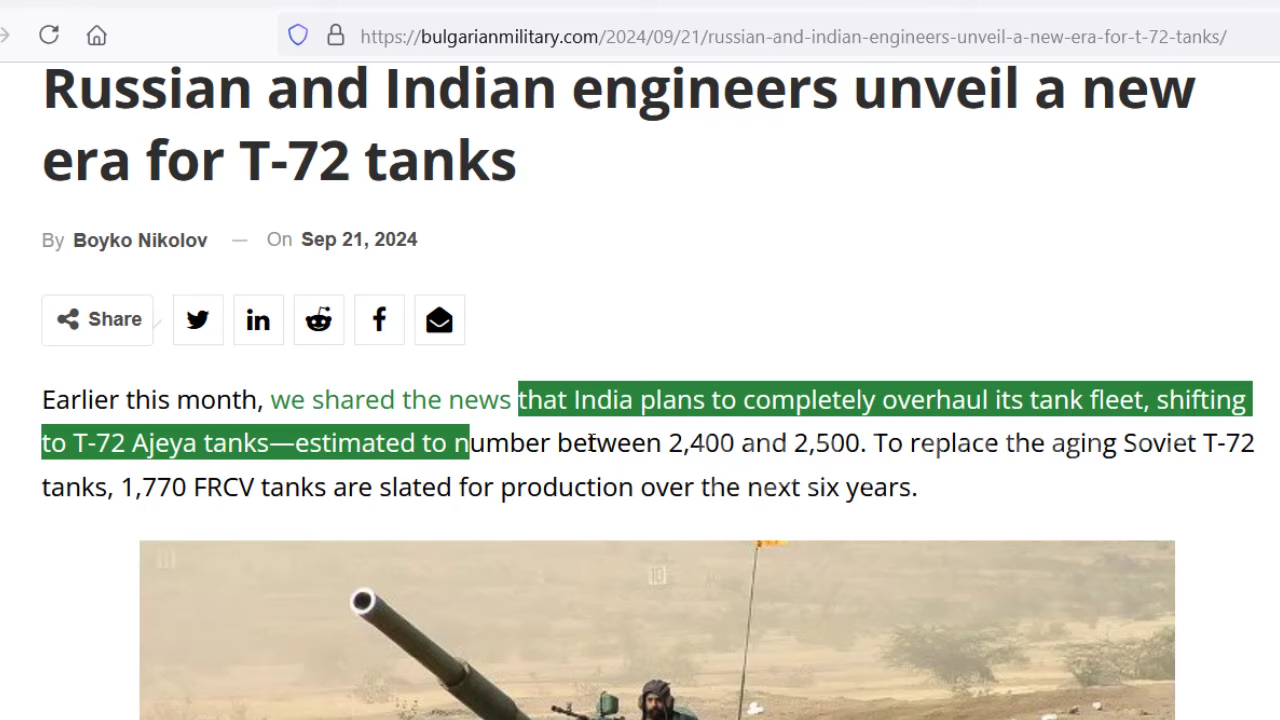 https://bulgarianmilitary.com/2024/09/21/russian-and-indian-engineers-unveil-a-new-era-for-t-72-tanks/
Russian and Indian engineers unveil a new
era for T-72 tanks
By Boyko Nikolov — On Sep 21, 2024
Share
Earlier this month, we shared the news that India plans to completely overhaul its tank fleet, shifting
to T-72 Ajeya tanks—estimated to number between 2,400 and 2,500. To replace the aging Soviet T-72
tanks, 1,770 FRCV tanks are slated for production over the next six years.
10